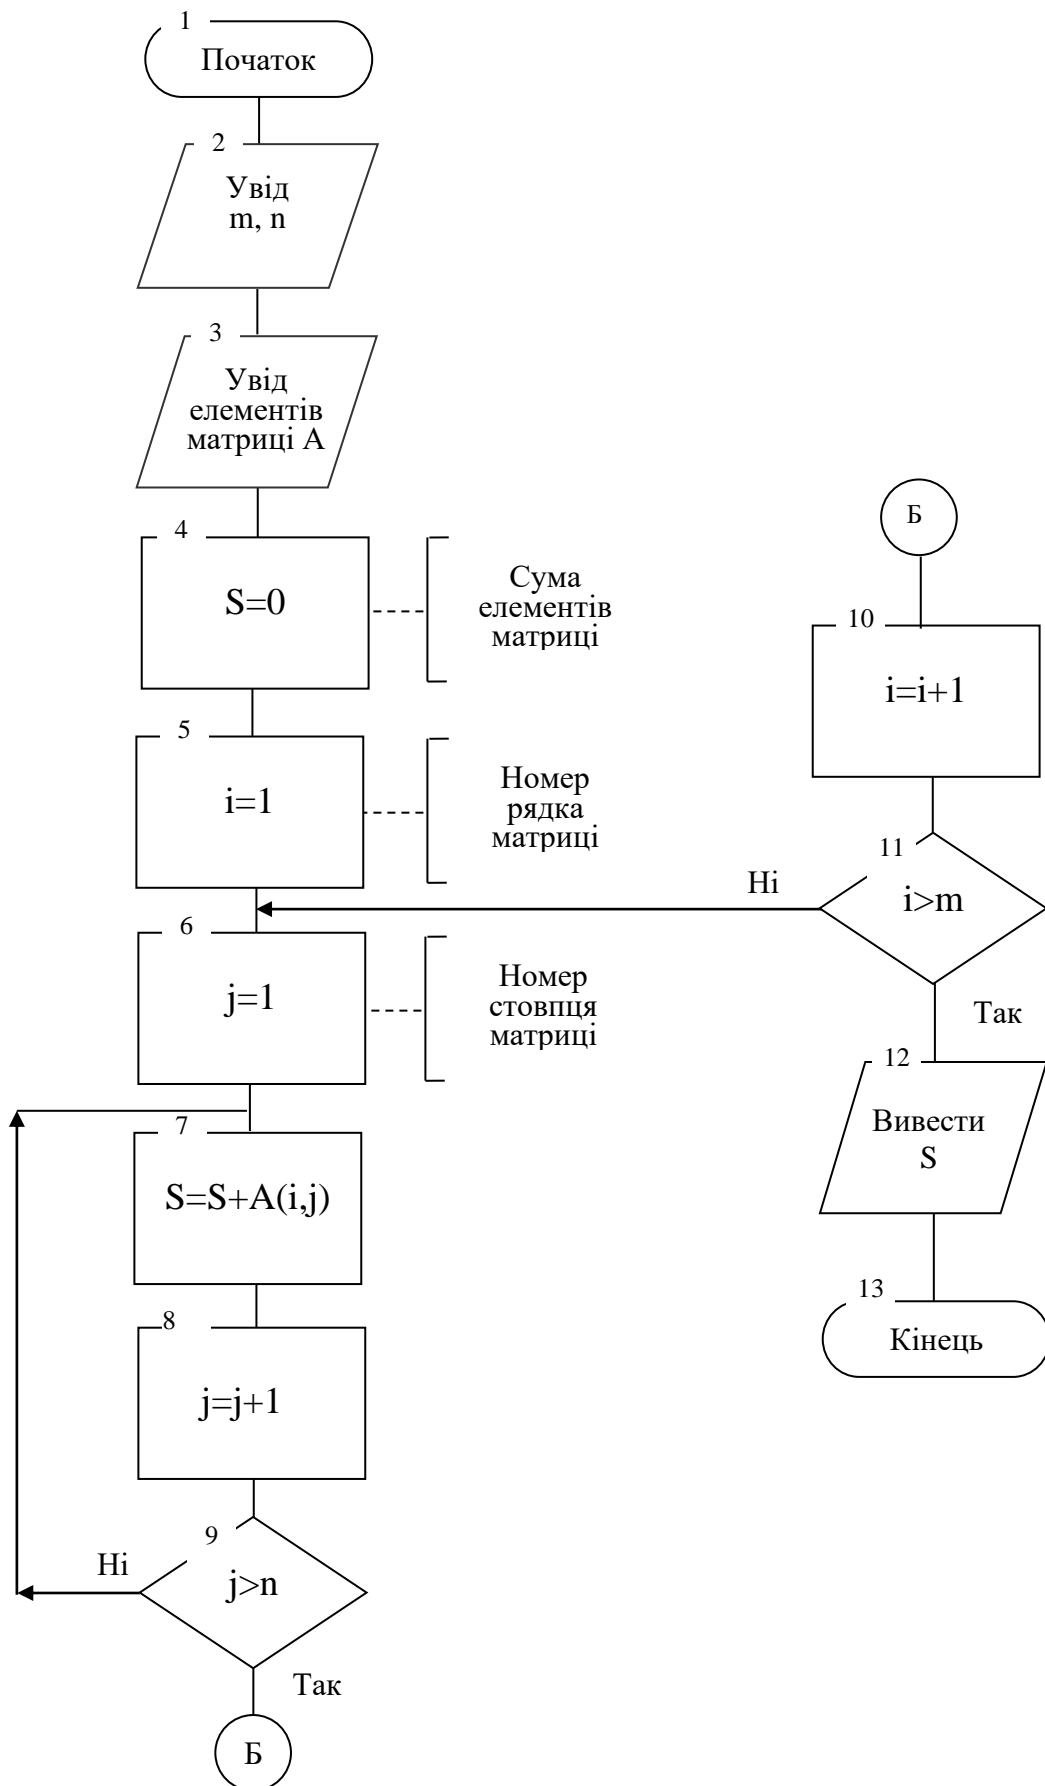 1
Початок
2
Увід
m, n
3
Увід
елементів
матриці А
4
S=0
Сума
елементів
матриці
5
i=1
Номер
рядка
матриці
6
j=1
Номер
стовпця
матриці
7
S=S+A(i,j)
8
j=j+1
9
Ні
j>n
Так
Б
Б
10
i=i+1
11
Ні
i>m
Так
12
Вивести
S
13
Кінець